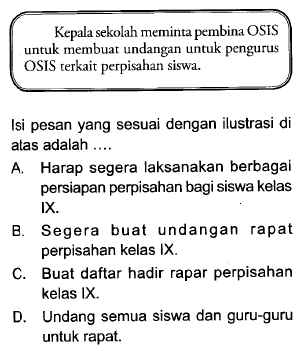 Kepala sekolah meminta pembina OSIS
untuk membuat undangan untuk pengurus
OSIS terkait perpisahan siswa.
Isi pesan yang sesuai dengan ilustrasi di
atas adalah ....
A. Harap segera laksanakan berbagai
persiapan perpisahan bagi siswa kelas
IX.
B. Segera buat undangan rapat
perpisahan kelas IX.
C. Buat daftar hadir rapar perpisahan
kelas IX.
D. Undang semua siswa dan guru-guru
untuk rapat.